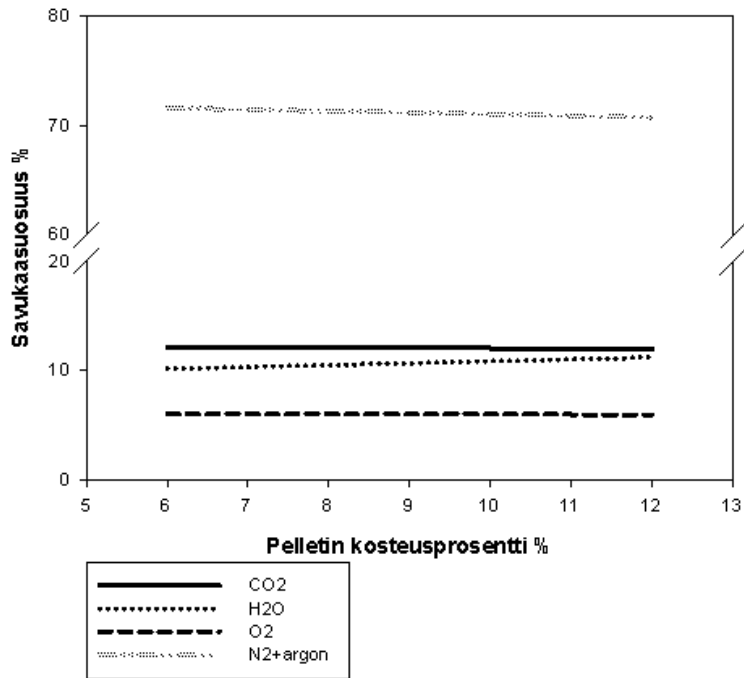 80
70
60
20
10
0
Savukaasuosuus %
5 6 7 8 9 10 11 12 13
Pelletin kosteusprosentti %
CO2
H2O
O2
N2+argon